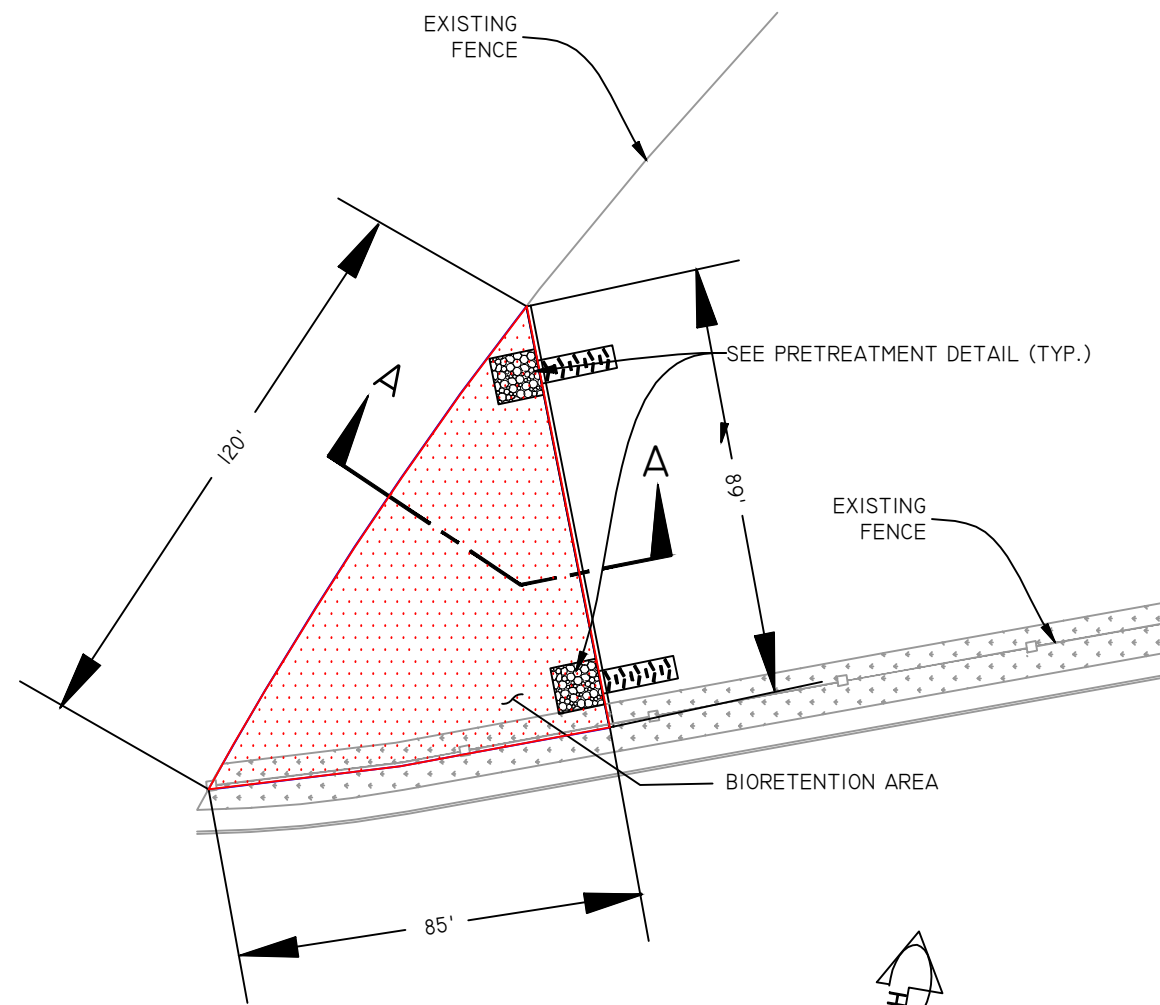 EXISTING
FENCE
SEE PRETREATMENT DETAIL (TYP.)
A
120'
A
89'
EXISTING
FENCE
BIORETENTION AREA
85'